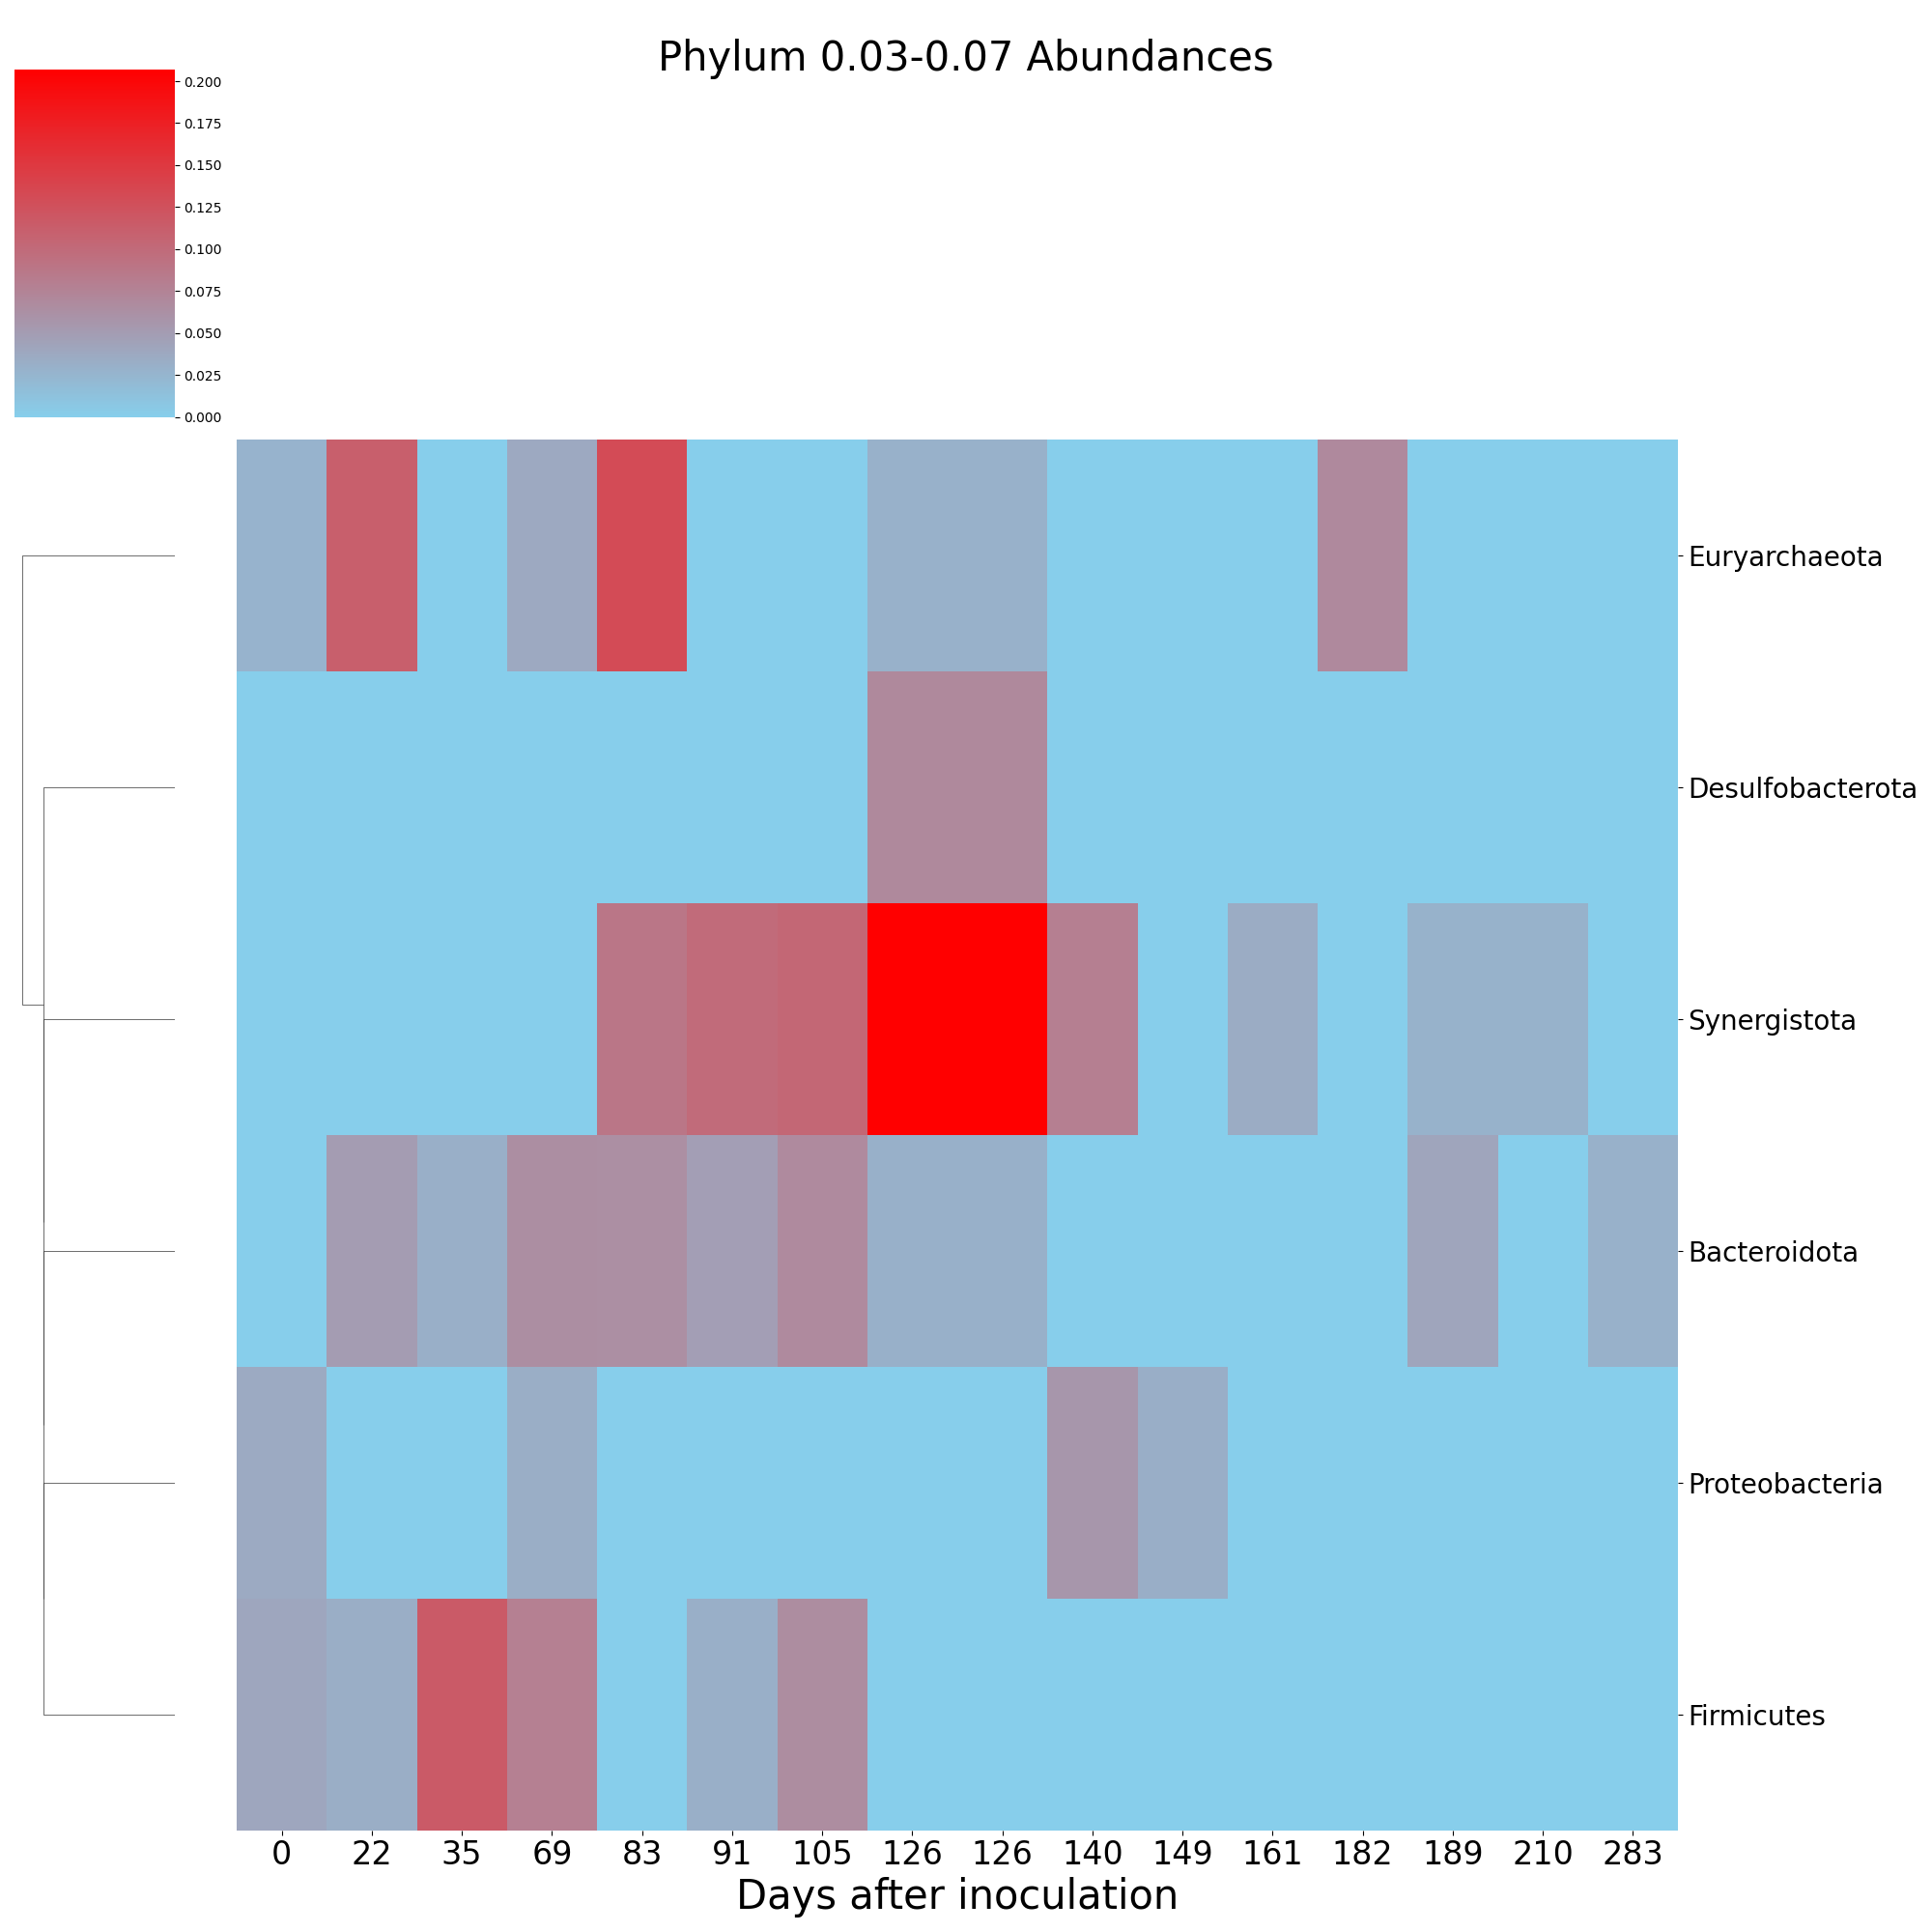 Phylum 0.03-0.07 Abundances
0.200
0.175
0.150
0.125
0.100
0.075
0.050
0.025
0.000
Euryarchaeota
Desulfobacterota
Synergistota
Bacteroidota
Proteobacteria
Firmicutes
0 22 35 69 83 91 105 126 126 140 149 161 182 189 210 283
Days after inoculation